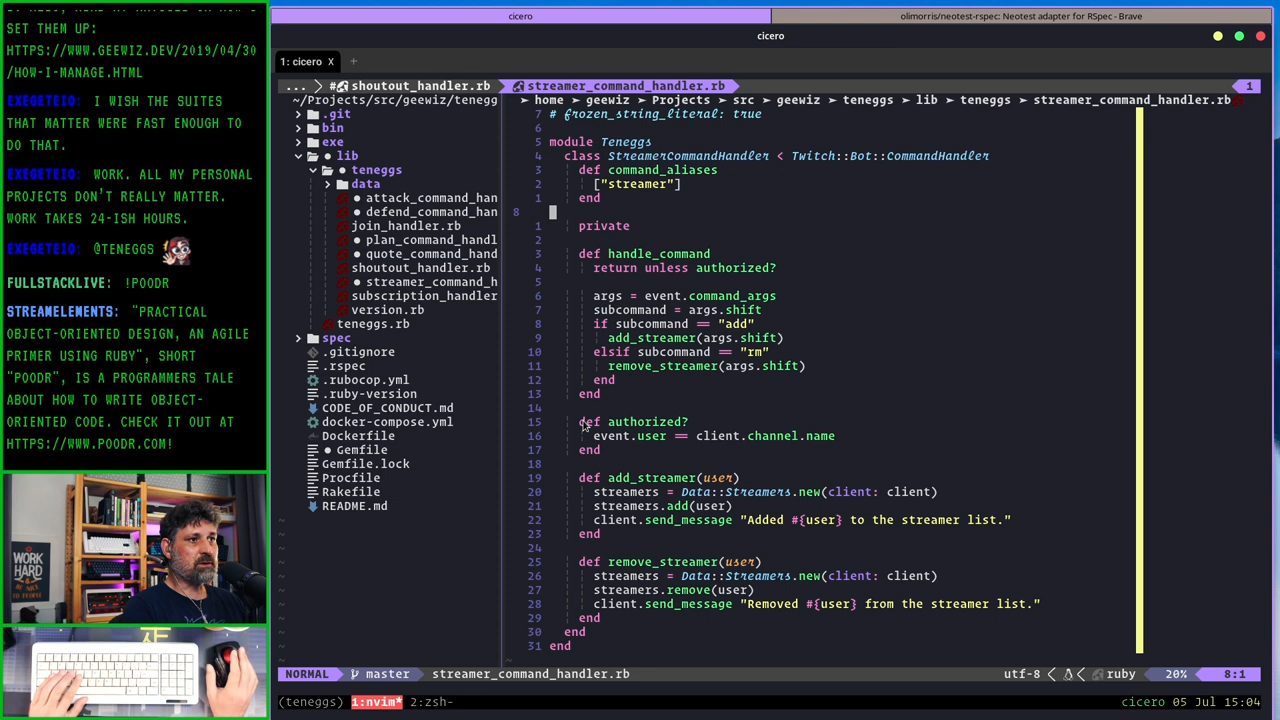 SET THEM UP:
HTTPS://WWW.GEEWIZ.DEV/2019/04/30
/HOW-I-MANAGE.HTML
EXEGETEIO: I WISH THE SUITES
THAT MATTER WERE FAST ENOUGH TO
DO THAT.
EXEGETEIO: WORK. ALL MY PERSONAL
PROJECTS DON'T REALLY MATTER.
WORK TAKES 24-ISH HOURS.
EXEGETEIO: @TENEGGS
FULLSTACKLIVE: !POODR
STREAMELEMENTS: "PRACTICAL
OBJECT-ORIENTED DESIGN, AN AGILE
PRIMER USING RUBY", SHORT
"POODR", IS A PROGRAMMERS TALE
ABOUT HOW TO WRITE OBJECT-
ORIENTED CODE. CHECK IT OUT AT
HTTPS://WWW.POODR.COM!
WORK
HARD
cicero
olimorris/neotest-rspec: Neotest adapter for RSpec - Brave
cicero
1: cicero X +
... #shoutout_handler.rb streamer_command_handler.rb 1
~/Projects/src/geewiz/tenegg
.git
bin
exe
lib
teneggs
data
attack_command_han
defend_command_han
join_handler.rb
plan_command_handl
quote_command_hand
shoutout_handler.rb
streamer_command_h
subscription_handler
version.rb
teneggs.rb
spec
.gitignore
.rspec
.rubocop.yml
.ruby-version
CODE_OF_CONDUCT.md
docker-compose.yml
Dockerfile
Gemfile
Gemfile.lock
Procfile
Rakefile
README.md
home ▸ geewiz ▸ Projects ▸ src ▸ geewiz ▸ teneggs ▸ lib ▸ teneggs ▸ streamer_command_handler.rb
7 # frozen_string_literal: true
6
5 module Teneggs
4 class StreamerCommandHandler < Twitch::Bot::CommandHandler
3 def command_aliases
2 ["streamer"]
1 end
8
1 private
2
3 def handle_command
4 return unless authorized?
5
6 args = event.command_args
7 subcommand = args.shift
8 if subcommand == "add"
9 add_streamer(args.shift)
10 elsif subcommand == "rm"
11 remove_streamer(args.shift)
12 end
13 end
14
15 def authorized?
16 event.user == client.channel.name
17 end
18
19 def add_streamer(user)
20 streamers = Data::Streamers.new(client: client)
21 streamers.add(user)
22 client.send_message "Added #{user} to the streamer list."
23 end
24
25 def remove_streamer(user)
26 streamers = Data::Streamers.new(client: client)
27 streamers.remove(user)
28 client.send_message "Removed #{user} from the streamer list."
29 end
30 end
31 end
NORMAL master streamer_command_handler.rb utf-8 ruby 20% 8:1
(teneggs) 1:nvim* 2:zsh- cicero 05 Jul 15:04